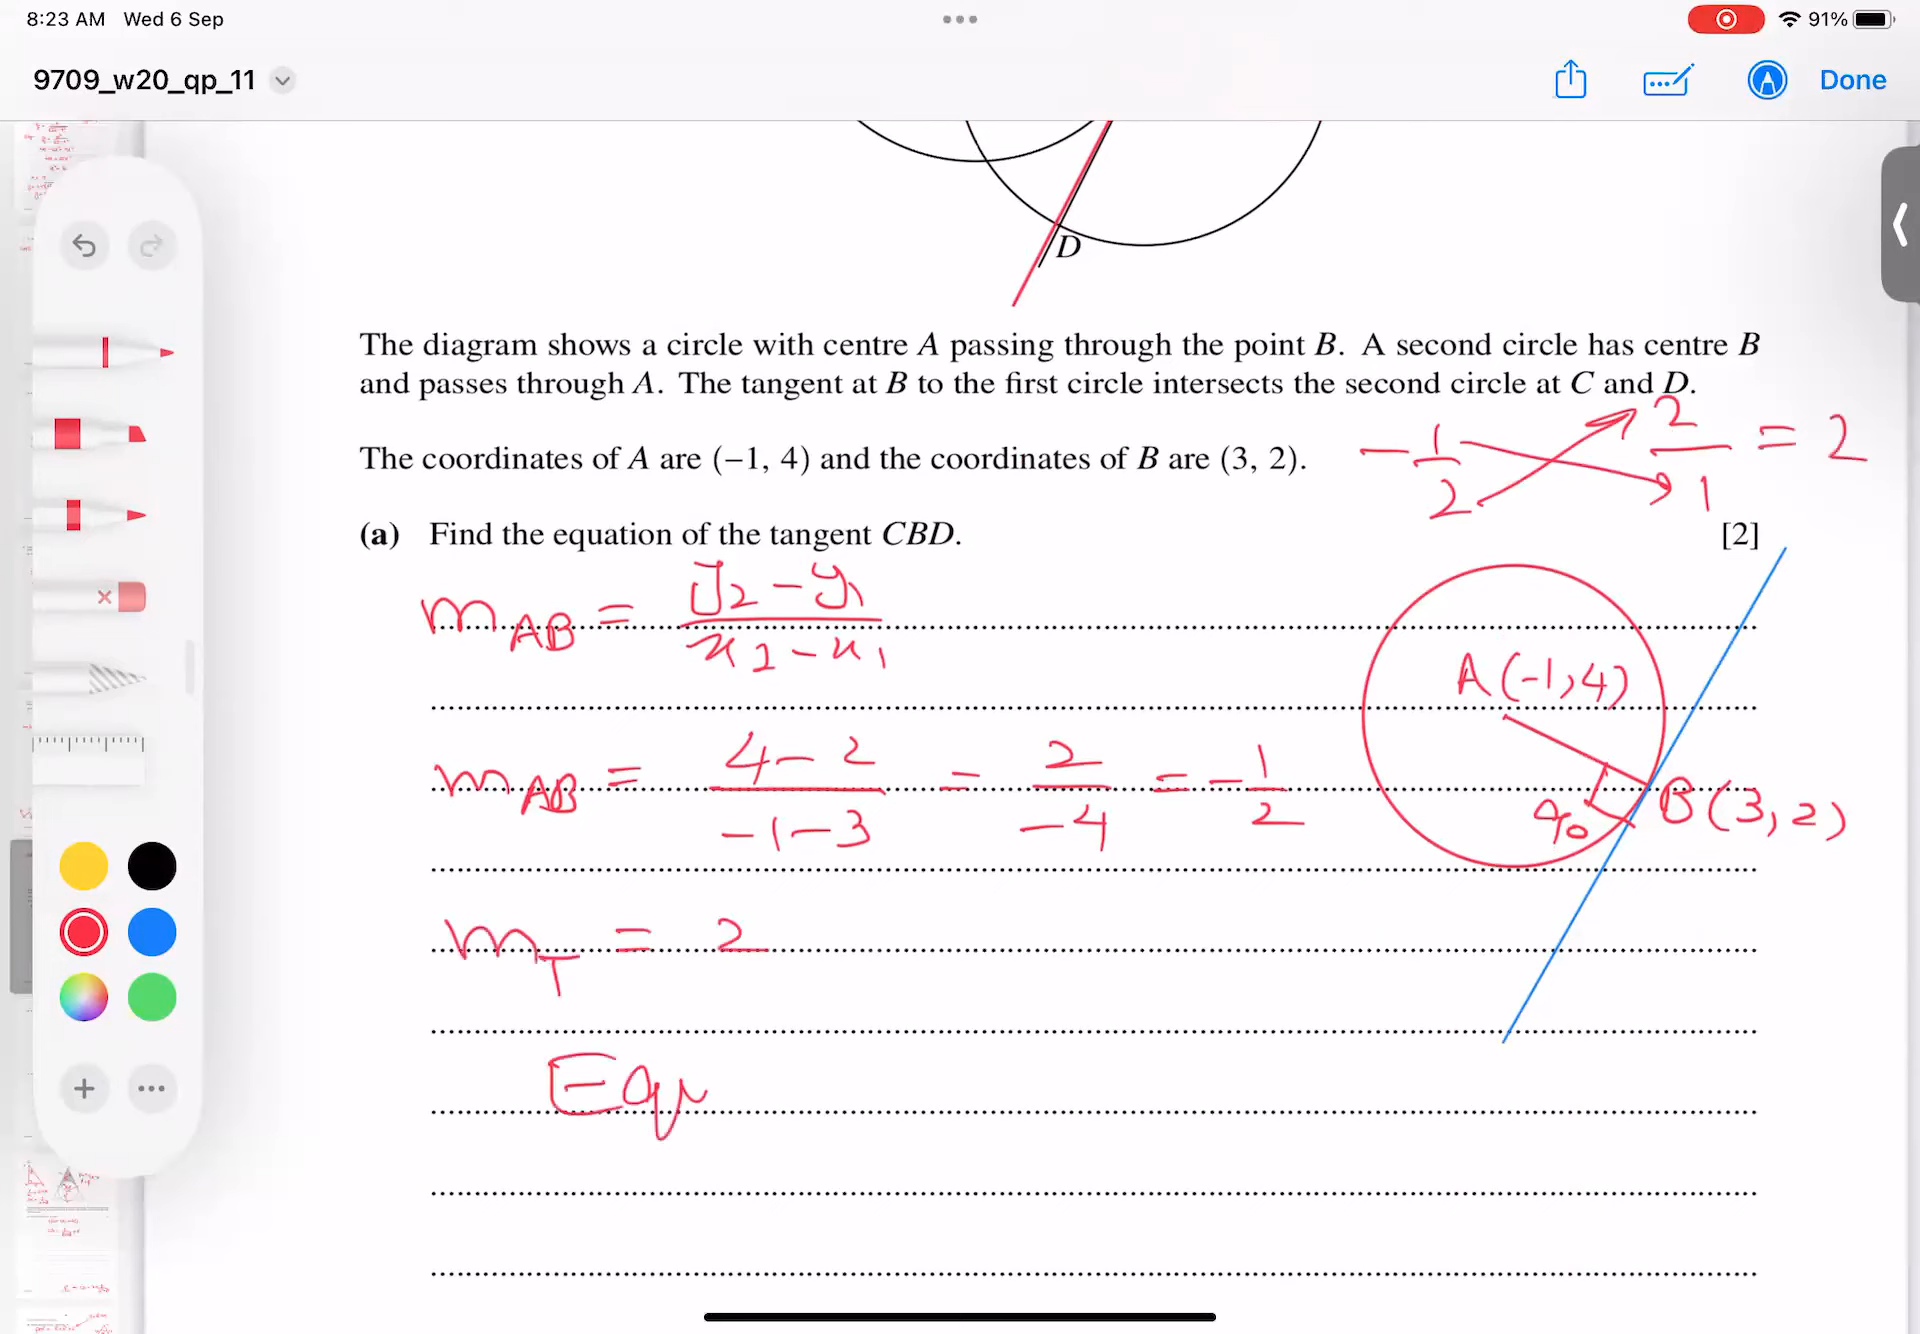 8:23 AM Wed 6 Sep
91%
9709_w20_qp_11
Done
D
The diagram shows a circle with centre A passing through the point B. A second circle has centre B
and passes through A. The tangent at B to the first circle intersects the second circle at C and D.
-1/2 2/1 = 2
The coordinates of A are (−1, 4) and the coordinates of B are (3, 2).
(a) Find the equation of the tangent CBD. [2]
m_AB = (y₂ - y₁)/(x₂ - x₁)
A(-1,4)
m_AB = (4-2)/(-1-3) = 2/-4 = -1/2
90
B(3,2)
m_T = 2
Eqn